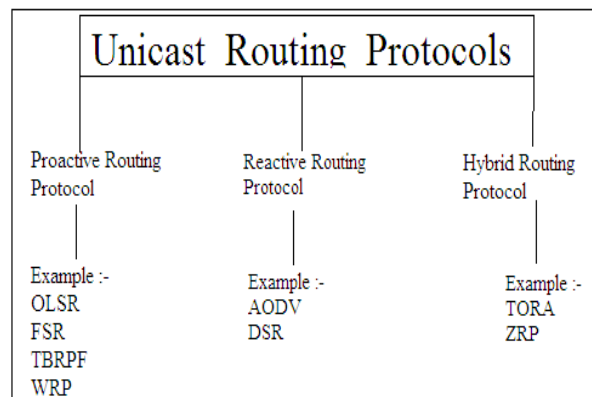 Unicast Routing Protocols
Proactive Routing
Protocol
Example :-
OLSR
FSR
TBRPF
WRP
Reactive Routing
Protocol
Example :-
AODV
DSR
Hybrid Routing
Protocol
Example :-
TORA
ZRP